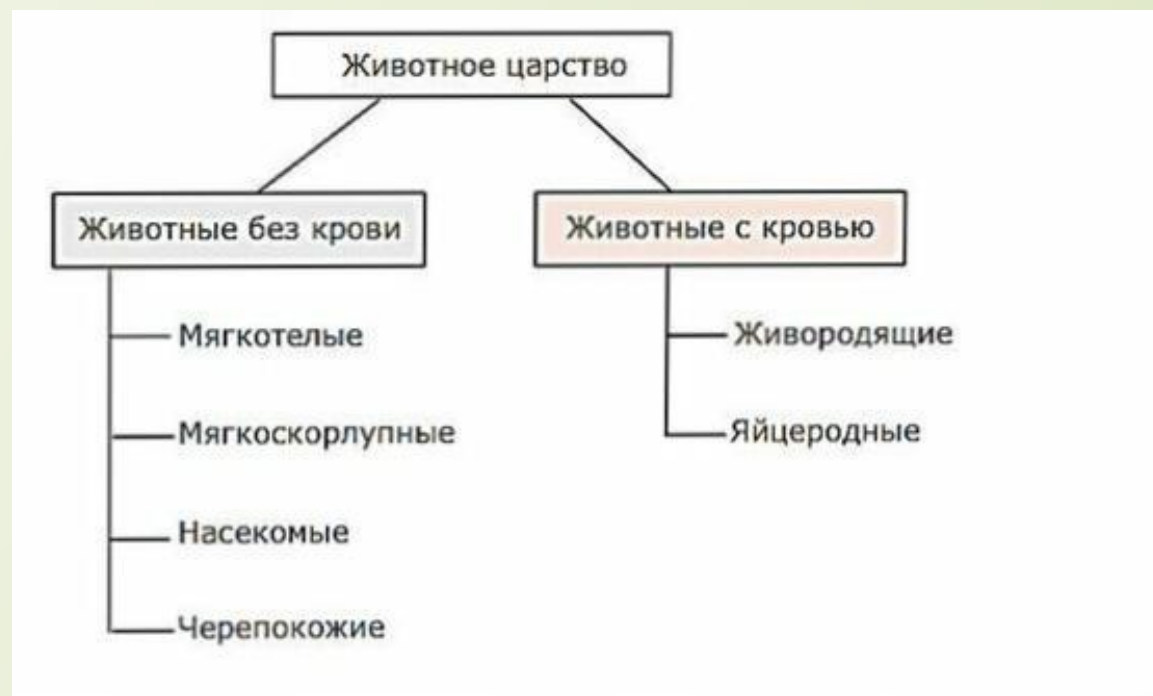 Животное царство
Животные без крови
Животные с кровью
Мягкотелые
Живородящие
Мягкоскорлупные
Яйцеродные
Насекомые
Черепокожие